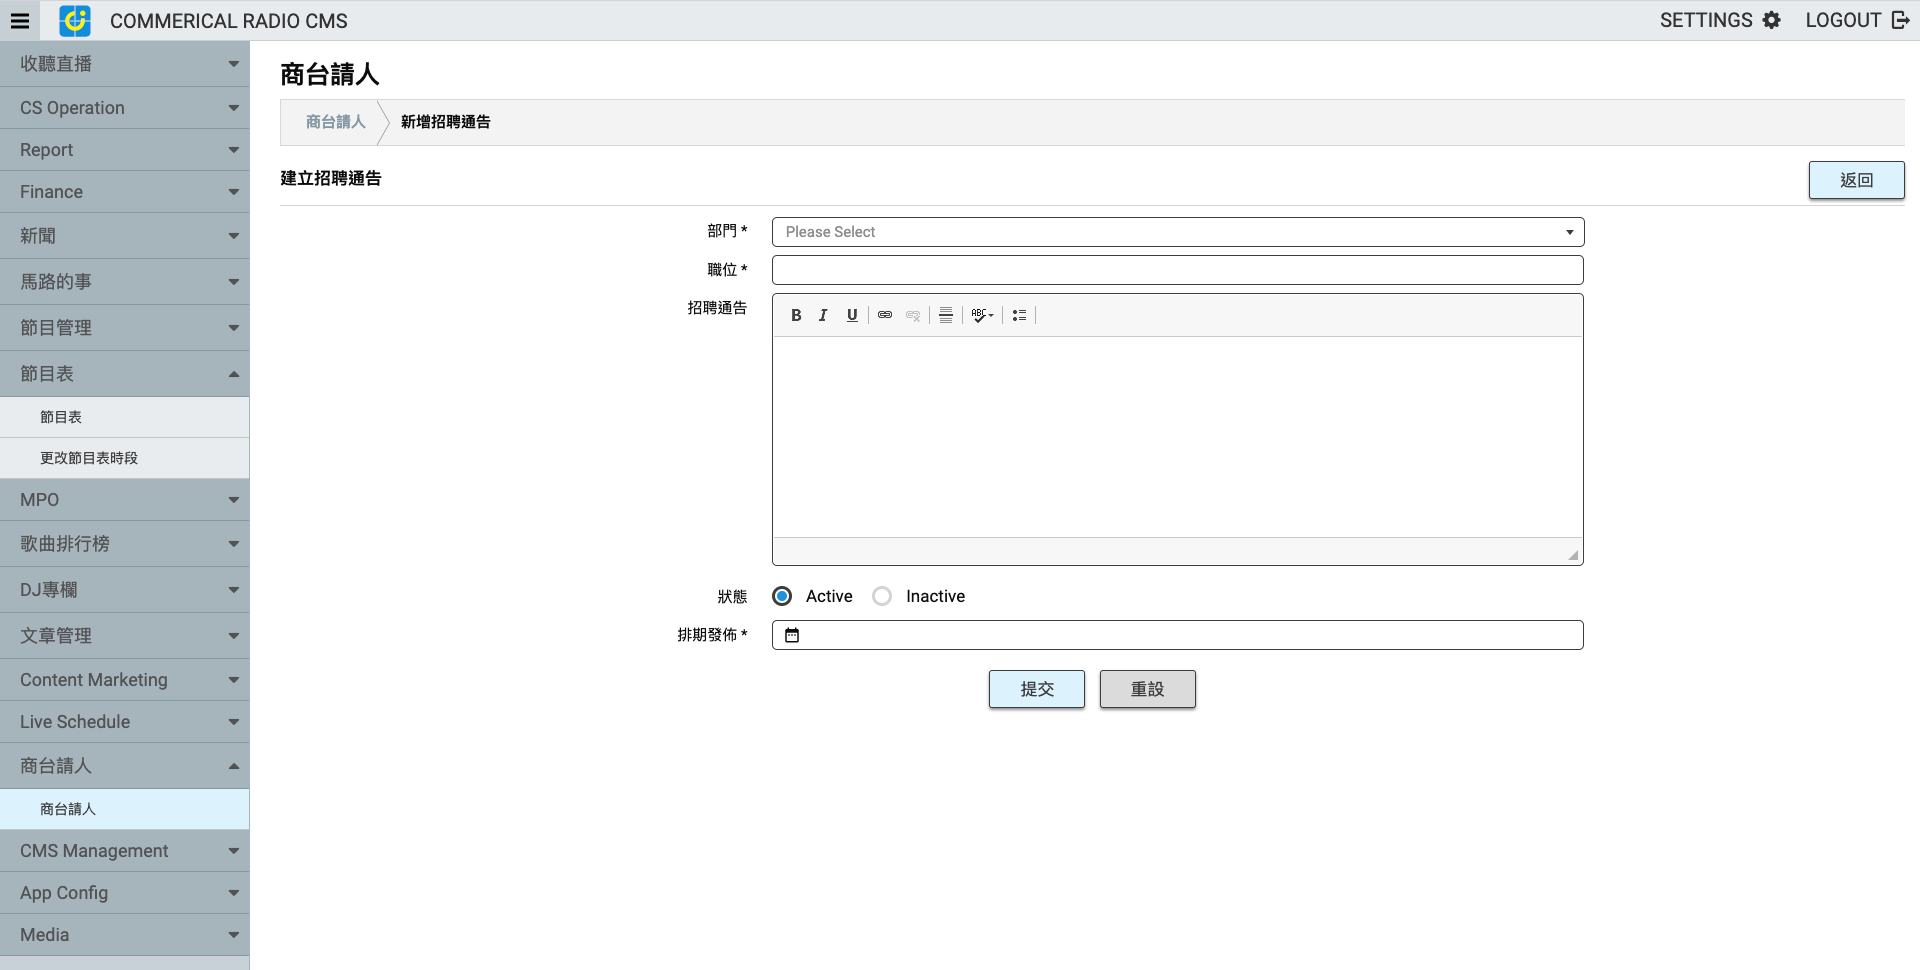 COMMERICAL RADIO CMS
SETTINGS
LOGOUT
收聽直播
CS Operation
Report
Finance
新聞
馬路的事
節目管理
節目表
節目表
更改節目表時段
MPO
歌曲排行榜
DJ專欄
文章管理
Content Marketing
Live Schedule
商台請人
商台請人
CMS Management
App Config
Media
商台請人
商台請人
新增招聘通告
建立招聘通告
返回
部門 *
Please Select
職位 *
招聘通告
B I U
ABC
狀態
Active
Inactive
排期發佈 *
提交
重設